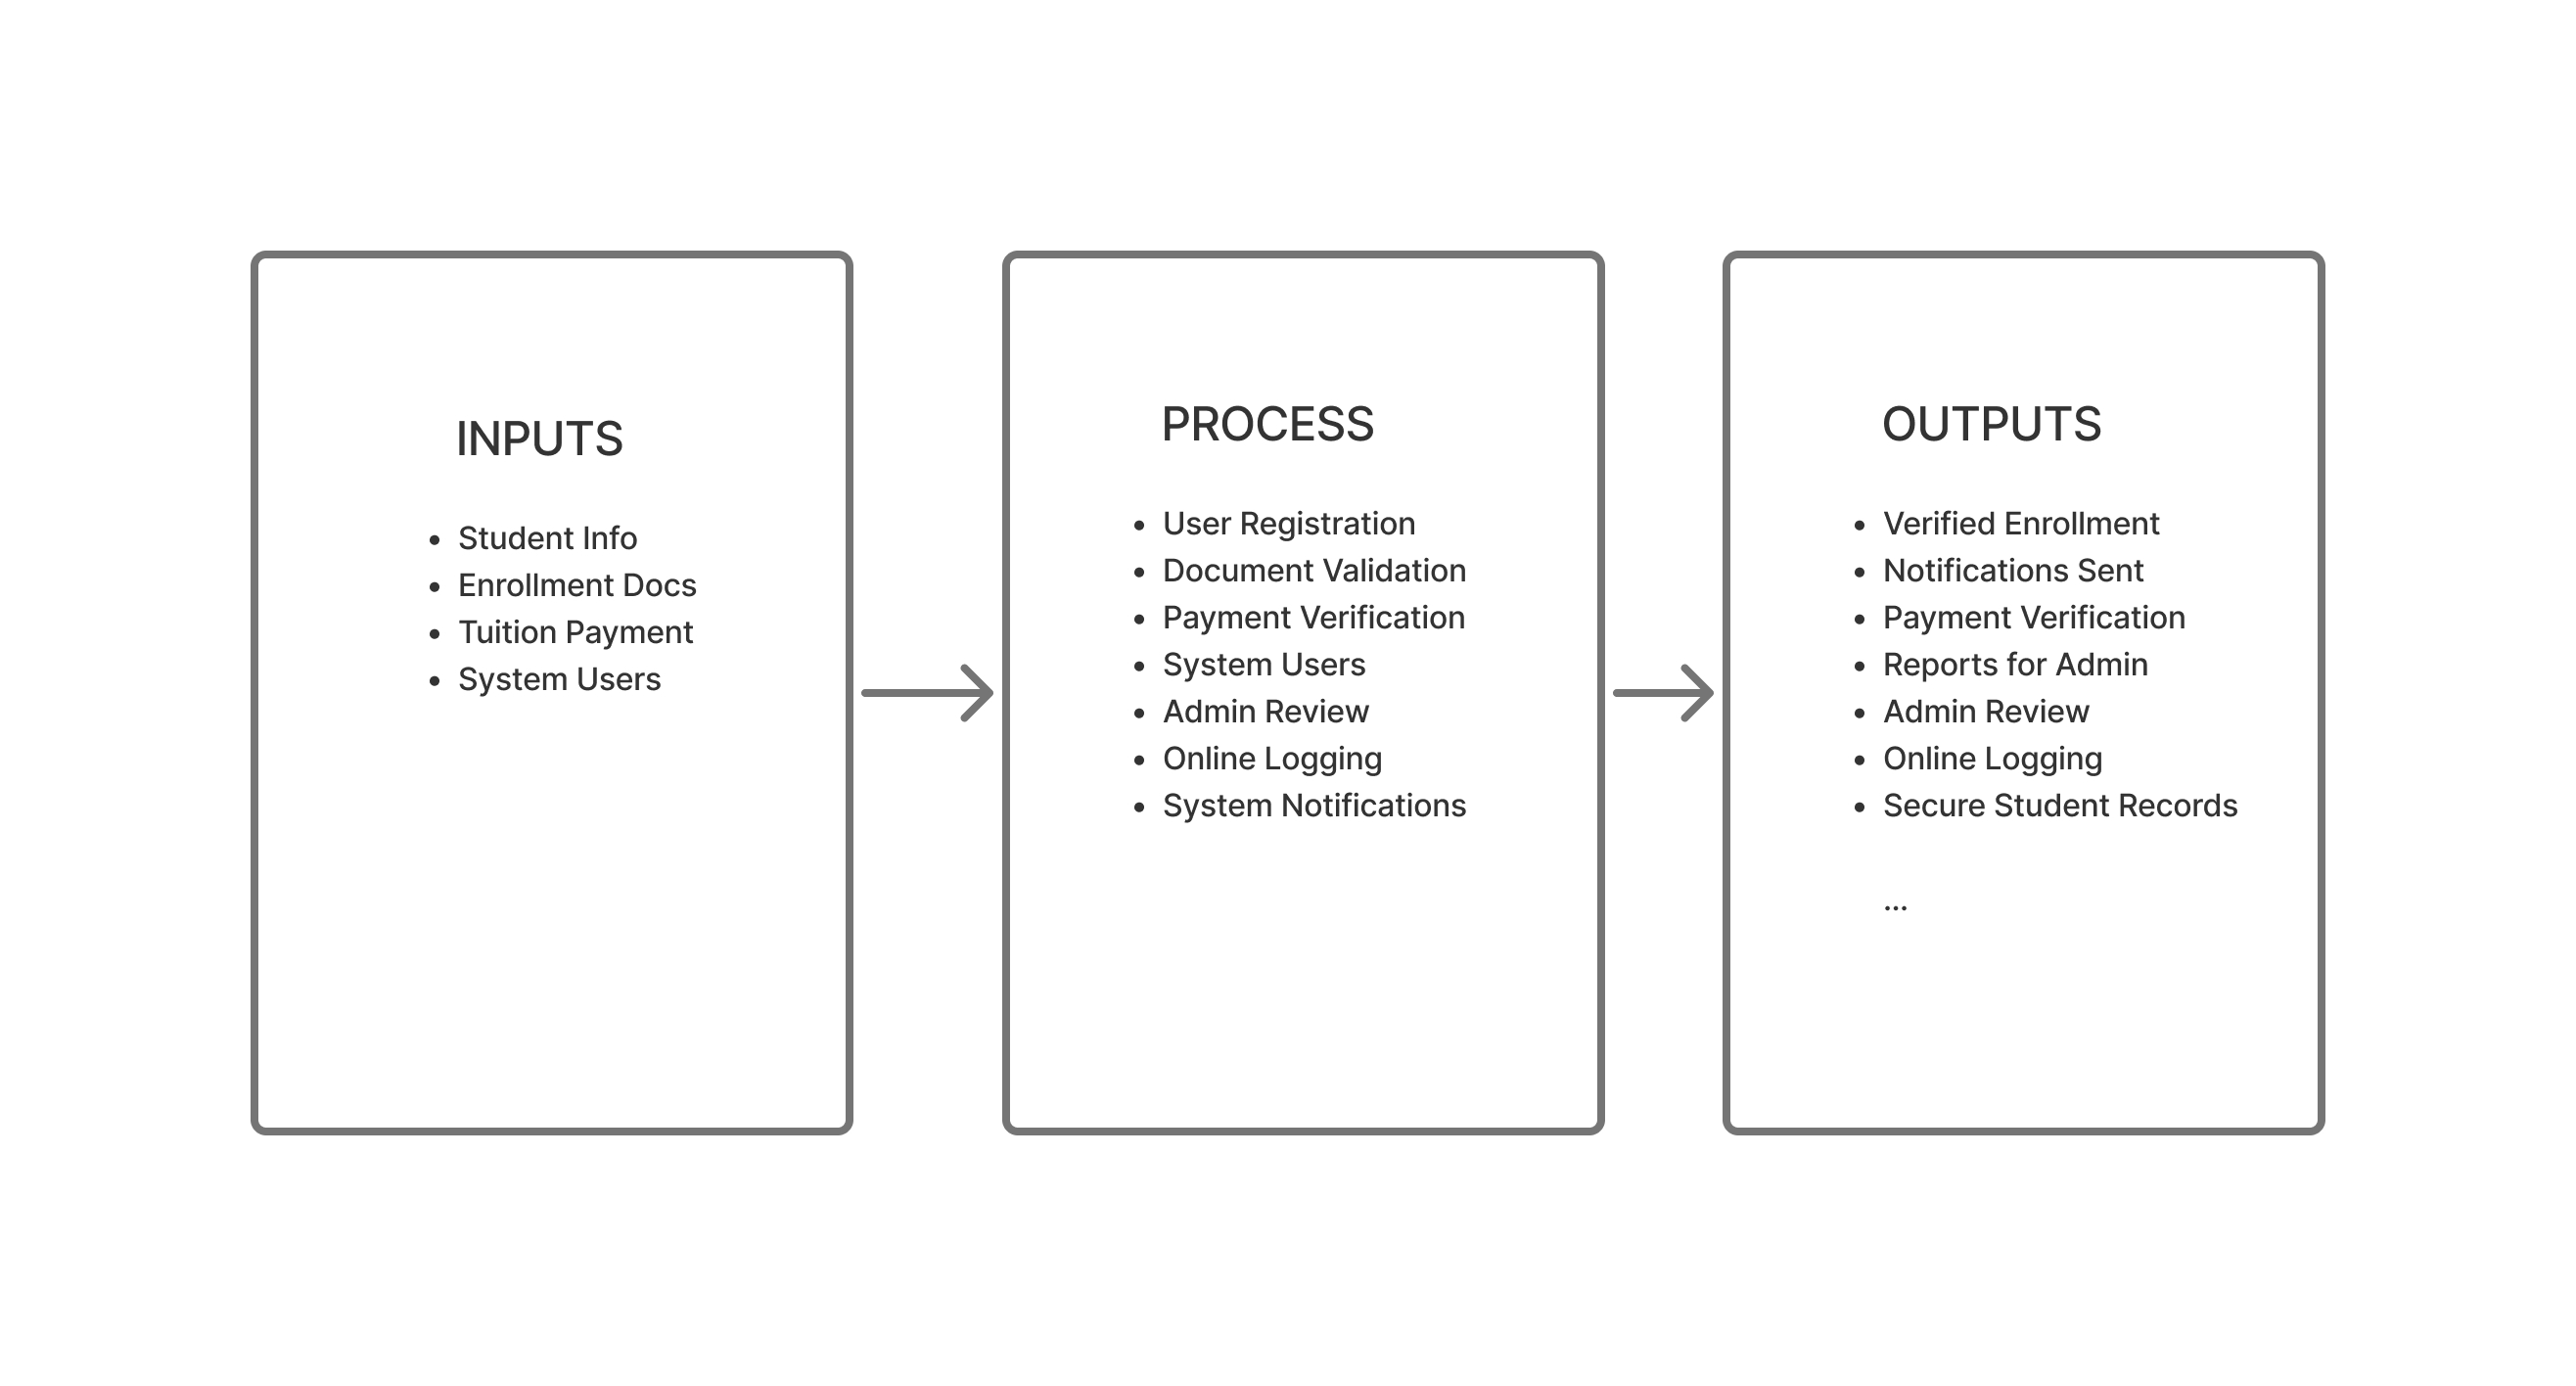 INPUTS
• Student Info
• Enrollment Docs
• Tuition Payment
• System Users
PROCESS
• User Registration
• Document Validation
• Payment Verification
• System Users
• Admin Review
• Online Logging
• System Notifications
OUTPUTS
• Verified Enrollment
• Notifications Sent
• Payment Verification
• Reports for Admin
• Admin Review
• Online Logging
• Secure Student Records
...